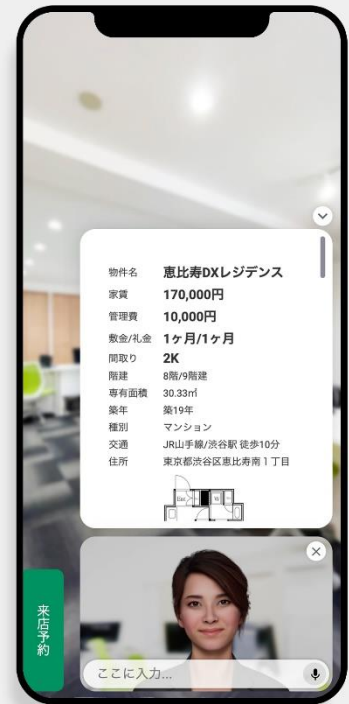 物件名 恵比寿DXレジデンス
家賃 170,000円
管理費 10,000円
敷金/礼金 1ヶ月/1ヶ月
間取り 2K
階建 8階/9階建
専有面積 30.33㎡
築年 築19年
種別 マンション
交通 JR山手線/渋谷駅 徒歩10分
住所 東京都渋谷区恵比寿南1丁目
来店予約
ここに入力...